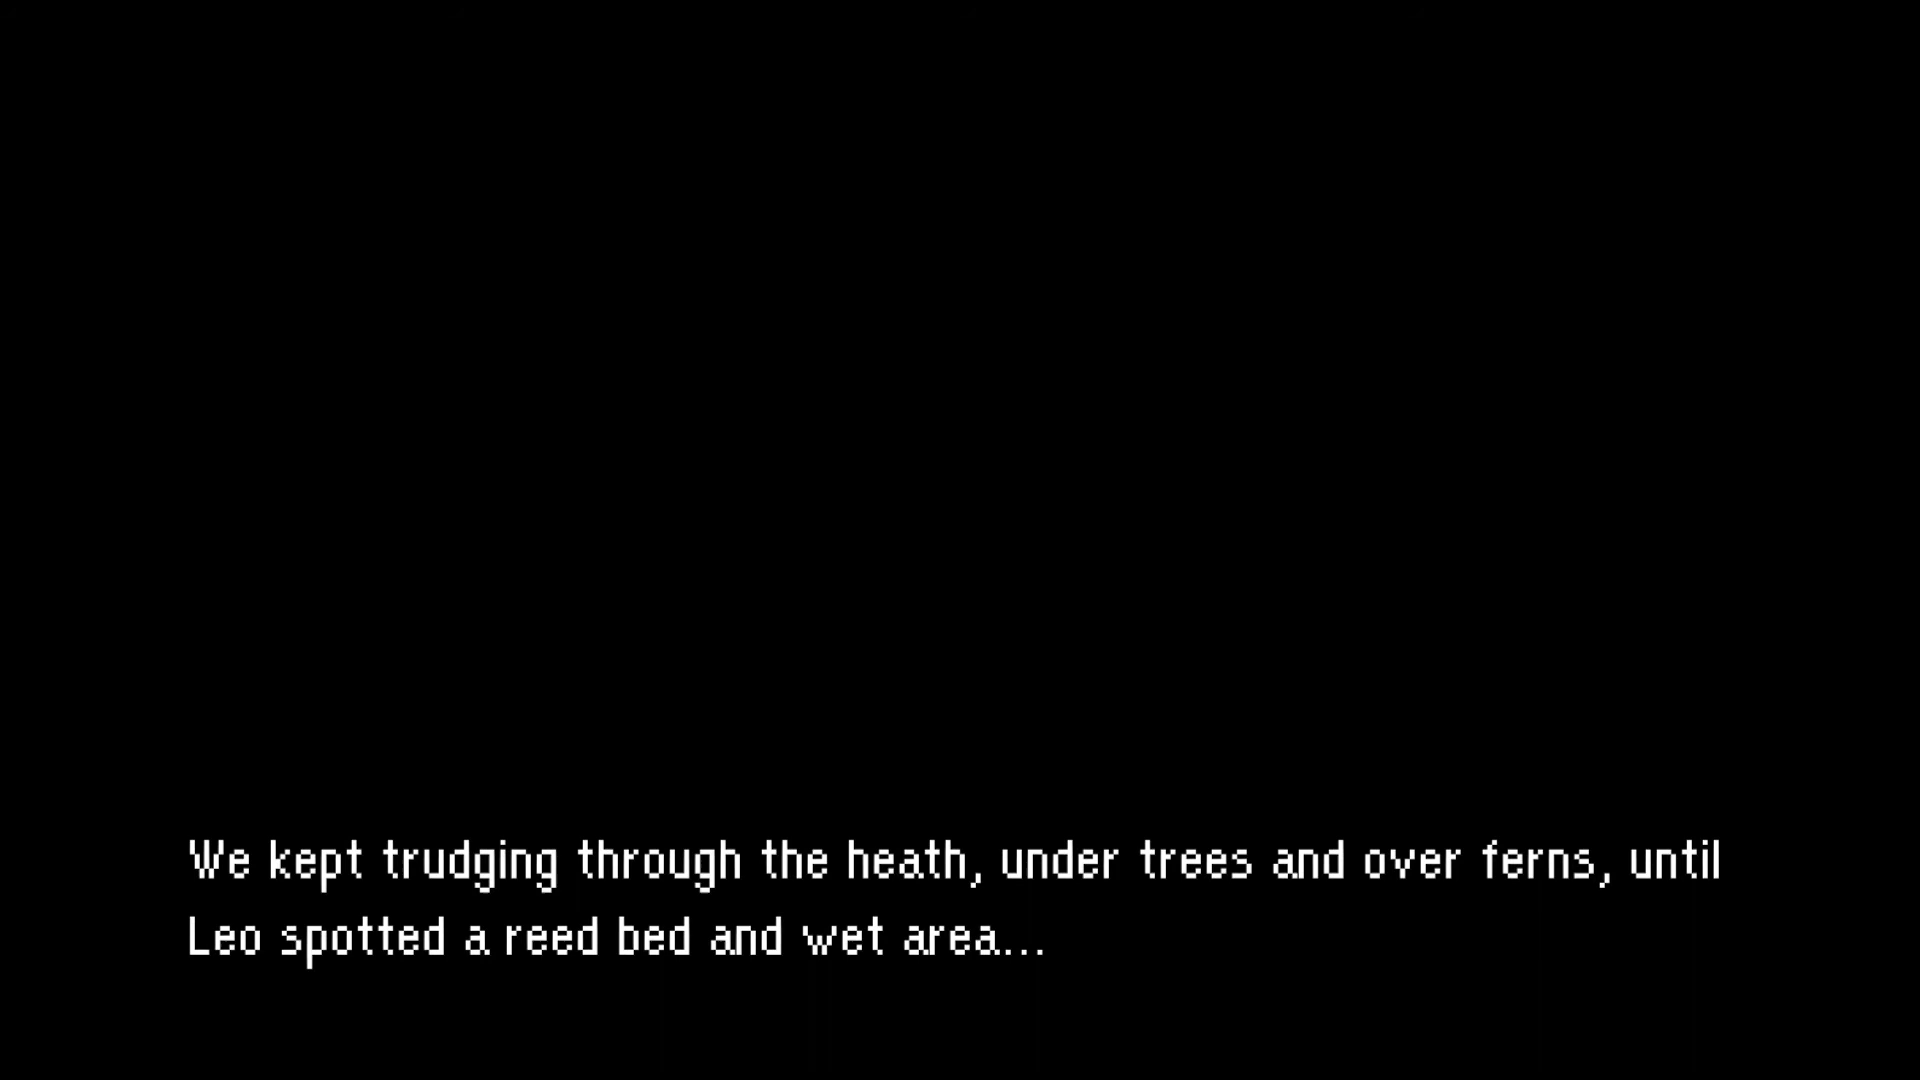 We kept trudging through the heath, under trees and over ferns, until
Leo spotted a reed bed and wet area...